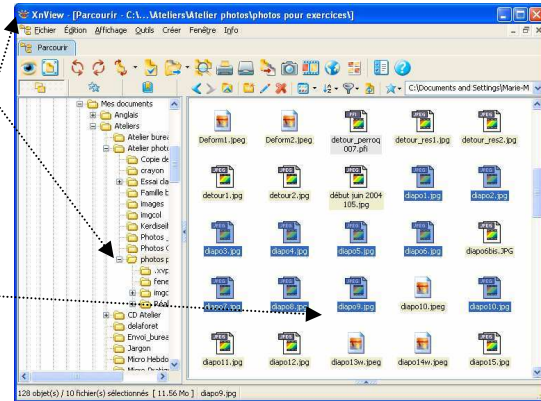 XnView - [Parcourir - C:\...\Ateliers\Atelier photos\photos pour exercices\]
Fichier Édition Affichage Outils Créer Fenêtre Info
Parcourir
C:\Documents and Settings\Marie-M
Mes documents
Anglais
Ateliers
Atelier burea
Atelier photo
Copie de
crayon
Essai cla
Famille b
images
imgcol
Kerdseil
Photos
Photos C
photos p
.xvp
fene
imgc
Réal
CD Atelier
delaforet
Envoi_burea
Jargon
Micro Hebdo
Micro Pratiqu
Deform1.jpeg Deform2.jpeg detour_perroq
007.pfi detour_res1.jpg detour_res2.jpg
detour1.jpg detour2.jpg début juin 2004
105.jpg diapo1.jpg diapo2.jpg
diapo3.jpg diapo4.jpg diapo5.jpg diapo6.jpg diapo6bis.JPG
diapo7.jpg diapo8.jpg diapo9.jpg diapo10.jpeg diapo10.jpg
diapo11.jpg diapo12.jpg diapo13w.jpeg diapo14w.jpeg diapo15.jpg
128 objet(s) / 10 fichier(s) sélectionnés [ 11.56 Mo ] diapo9.jpg